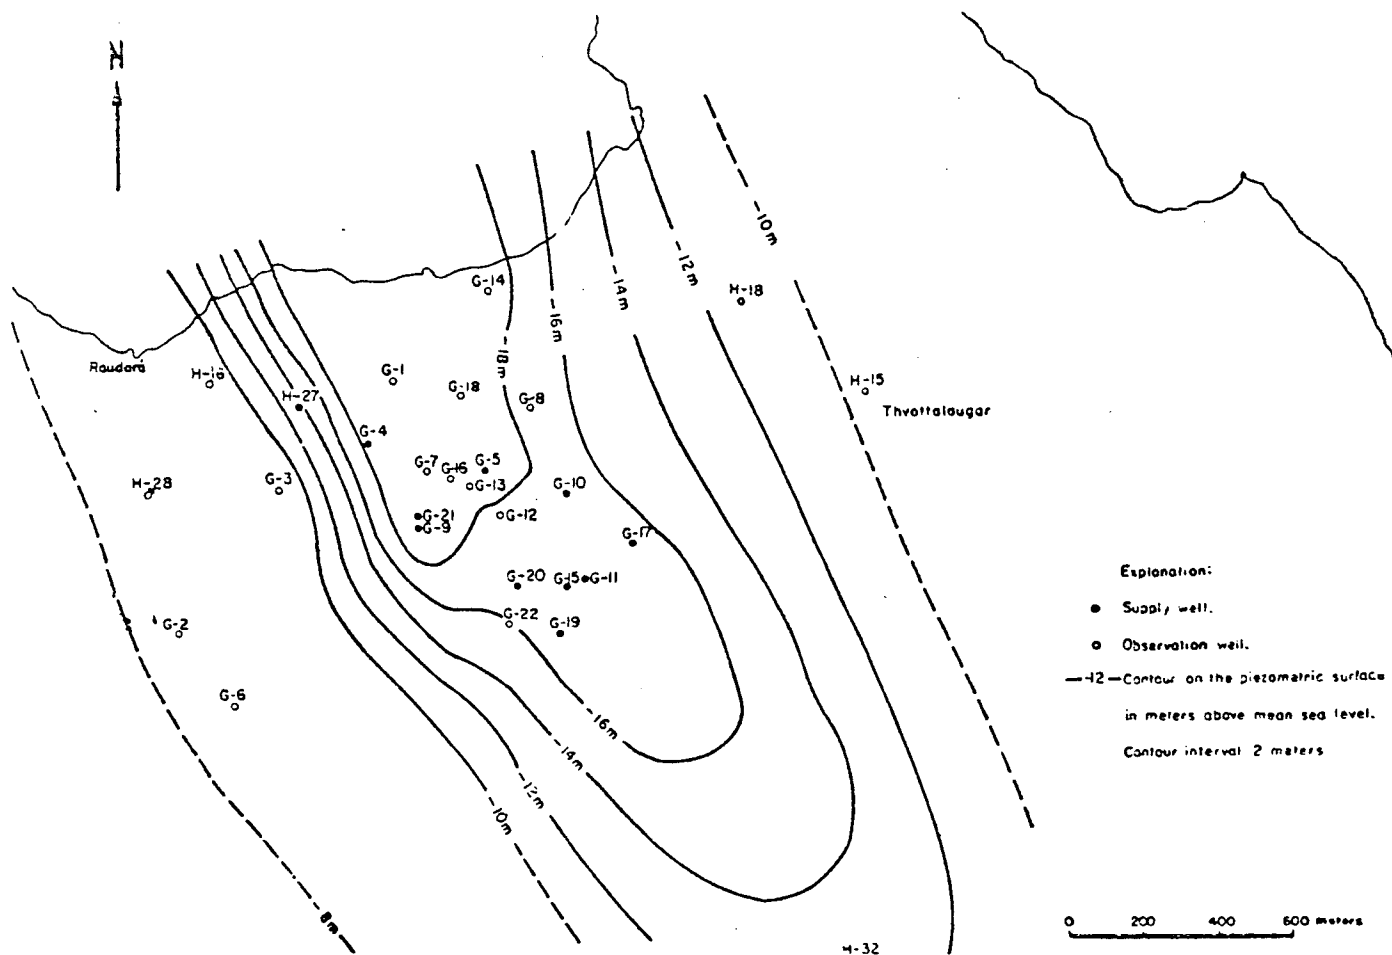 N
-10m
-12m
-14m
-16m
-18m
G-14
H-18
Raudará
H-16
G-1
G-18
G-8
H-15
Thvottalaugar
H-27
G-4
G-7
G-16
G-5
G-13
G-10
H-28
G-3
G-21
G-9
G-12
G-17
G-20
G-15
G-11
G-22
G-19
G-2
G-6
-16m
-14m
-12m
-10m
-8m
H-32
Explanation:
Supply well.
Observation well.
-12-Contour on the piezometric surface
in meters above mean sea level.
Contour interval 2 meters
0 200 400 600 meters